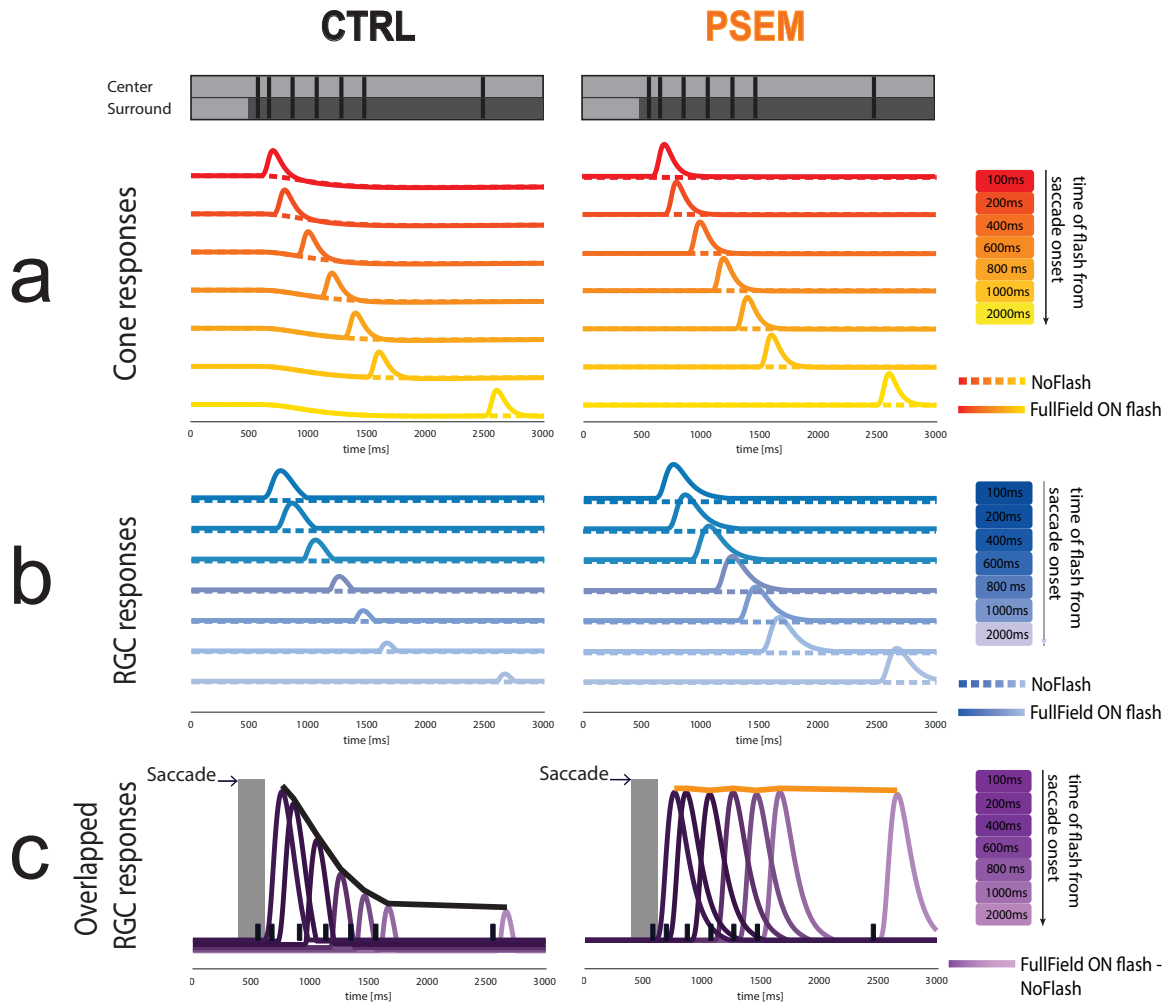 CTRL
PSEM
Center
Surround
a
Cone responses
0 500 1000 1500 2000 2500 3000
time [ms]
0 500 1000 1500 2000 2500 3000
time [ms]
100ms
200ms
400ms
600ms
800 ms
1000ms
2000ms
time of flash from
saccade onset
NoFlash
FullField ON flash
b
RGC responses
0 500 1000 1500 2000 2500 3000
time [ms]
0 500 1000 1500 2000 2500 3000
time [ms]
100ms
200ms
400ms
600ms
800 ms
1000ms
2000ms
time of flash from
saccade onset
NoFlash
FullField ON flash
c
Overlapped
RGC responses
Saccade
0 500 1000 1500 2000 2500 3000
time [ms]
Saccade
0 500 1000 1500 2000 2500 3000
time [ms]
100ms
200ms
400ms
600ms
800 ms
1000ms
2000ms
time of flash from
saccade onset
FullField ON flash -
NoFlash